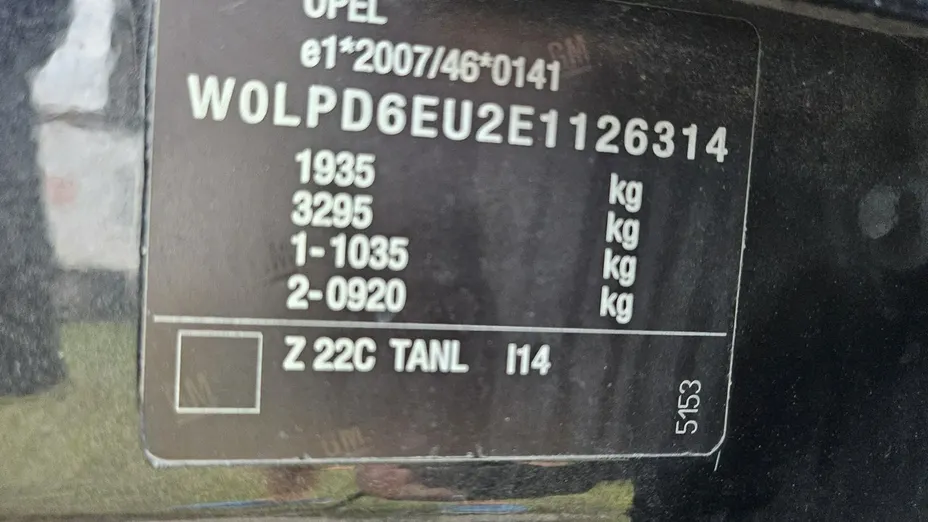 OPEL
e1*2007/46*0141
W0LPD6EU2E1126314
1935 kg
3295 kg
1-1035 kg
2-0920 kg
Z 22C TANL I14
5153